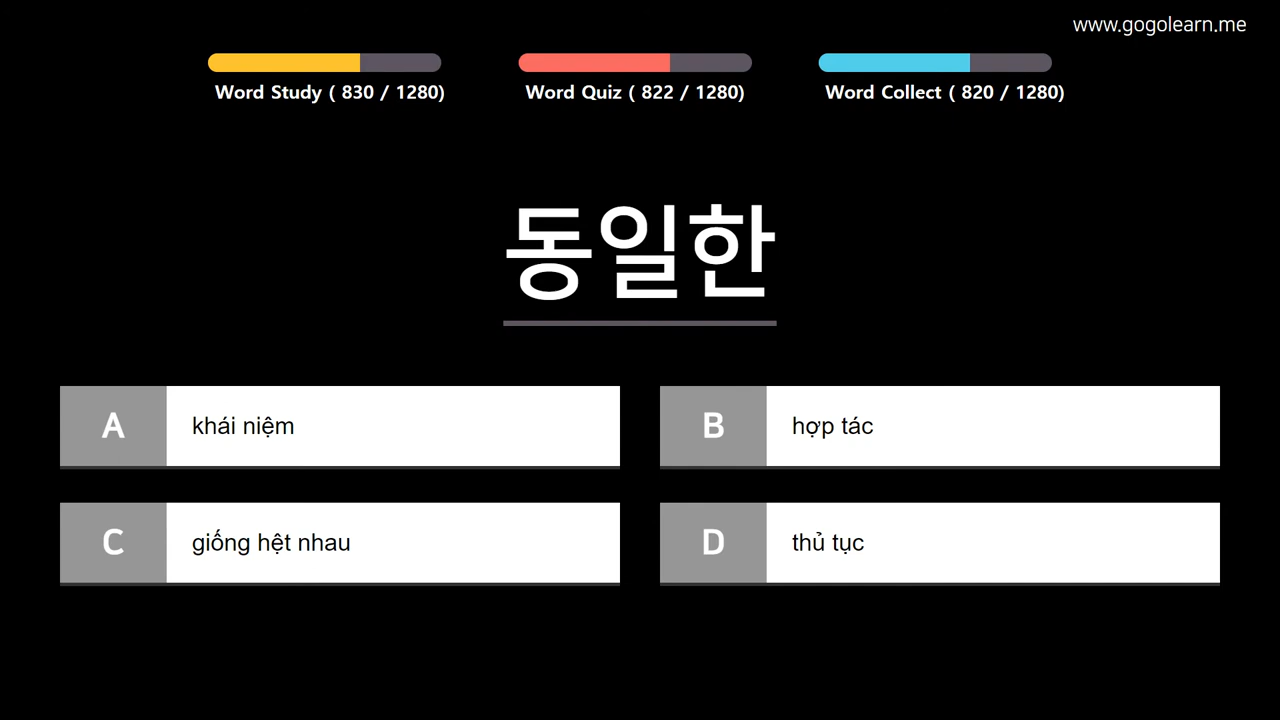 www.gogolearn.me
Word Study ( 830 / 1280)
Word Quiz ( 822 / 1280)
Word Collect ( 820 / 1280)
동일한
A khái niệm
B hợp tác
C giống hệt nhau
D thủ tục